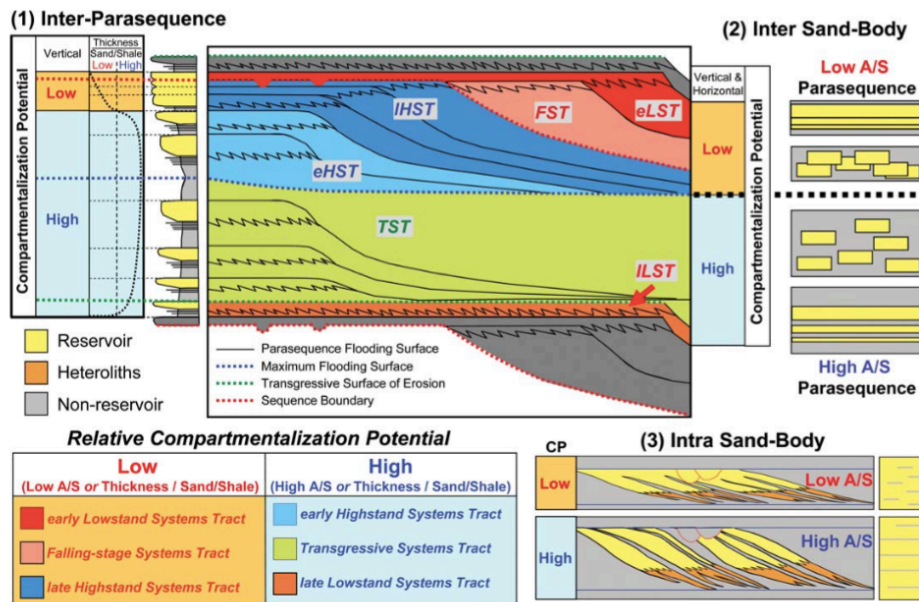 (1) Inter-Parasequence
Vertical
Thickness
Sand/Shale
Low High
Compartmentalization Potential
Low
High
lHST
FST
eLST
eHST
TST
lLST
Parasequence Flooding Surface
Maximum Flooding Surface
Transgressive Surface of Erosion
Sequence Boundary
Vertical &
Horizontal
Low
High
Compartmentalization Potential
(2) Inter Sand-Body
Low A/S
Parasequence
High A/S
Parasequence
Reservoir
Heteroliths
Non-reservoir
Relative Compartmentalization Potential
Low
(Low A/S or Thickness / Sand/Shale)
High
(High A/S or Thickness / Sand/Shale)
early Lowstand Systems Tract
early Highstand Systems Tract
Falling-stage Systems Tract
Transgressive Systems Tract
late Highstand Systems Tract
late Lowstand Systems Tract
(3) Intra Sand-Body
CP
Low
Low A/S
High
High A/S